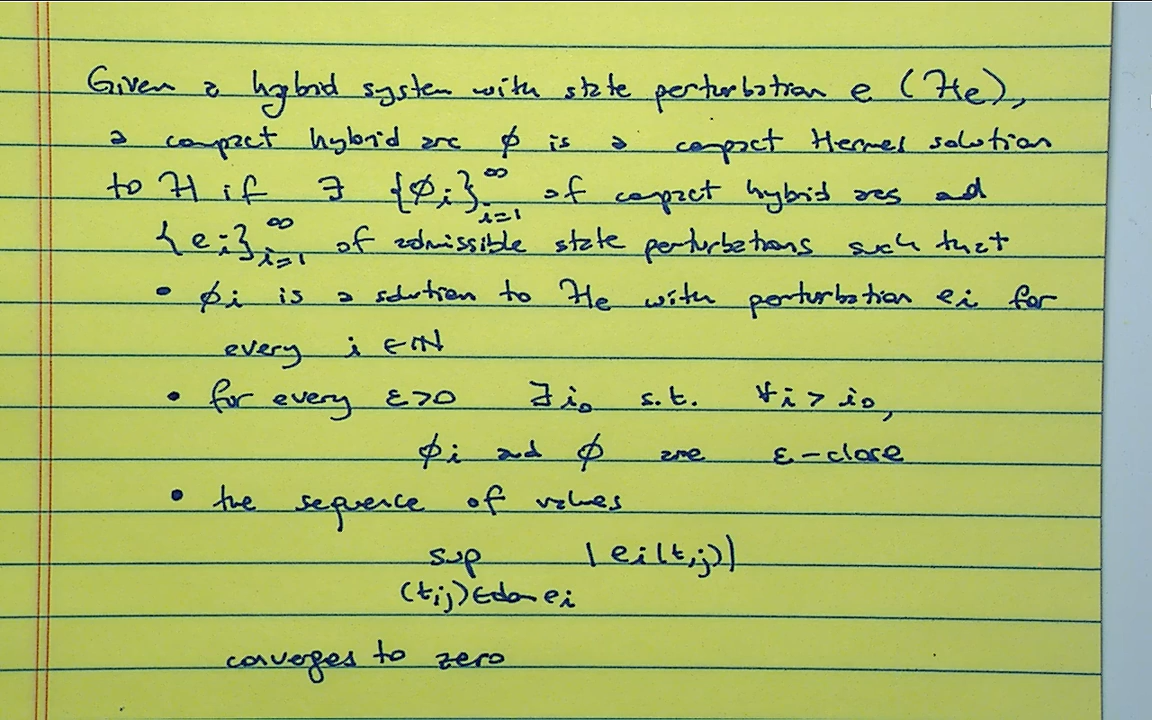 Given a hybrid system with state perturbation e (ℋe),
a compact hybrid arc ϕ is a compact Hermes solution
to ℋ if ∃ {ϕi}∞i=1 of compact hybrid arcs and
{ei}∞i=1 of admissible state perturbations such that
• ϕi is a solution to ℋe with perturbation ei for
every i ∈ ℕ
• for every ε>0 ∃i₀ s.t. ∀i > i₀,
ϕi and ϕ are ε-close
• the sequence of values
sup |ei(t,j)|
(t,j)∈dom ei
converges to zero